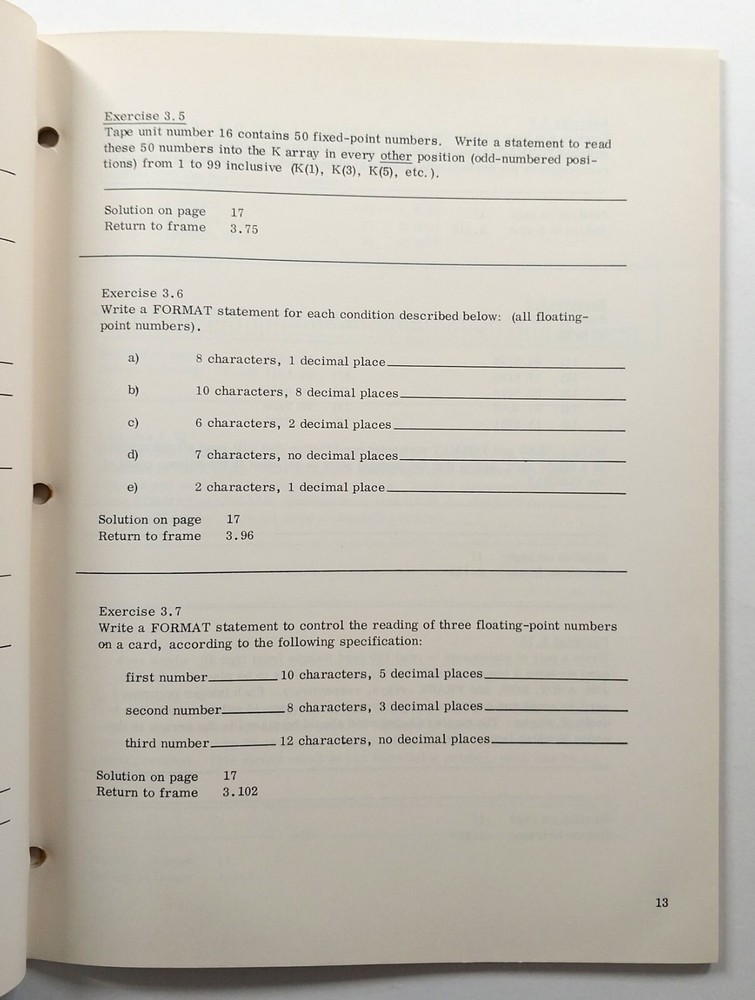 Exercise 3.5
Tape unit number 16 contains 50 fixed-point numbers. Write a statement to read
these 50 numbers into the K array in every other position (odd-numbered posi-
tions) from 1 to 99 inclusive (K(1), K(3), K(5), etc.).
Solution on page 17
Return to frame 3.75
Exercise 3.6
Write a FORMAT statement for each condition described below: (all floating-
point numbers).
a) 8 characters, 1 decimal place
b) 10 characters, 8 decimal places
c) 6 characters, 2 decimal places
d) 7 characters, no decimal places
e) 2 characters, 1 decimal place
Solution on page 17
Return to frame 3.96
Exercise 3.7
Write a FORMAT statement to control the reading of three floating-point numbers
on a card, according to the following specification:
first number 10 characters, 5 decimal places
second number 8 characters, 3 decimal places
third number 12 characters, no decimal places
Solution on page 17
Return to frame 3.102
13